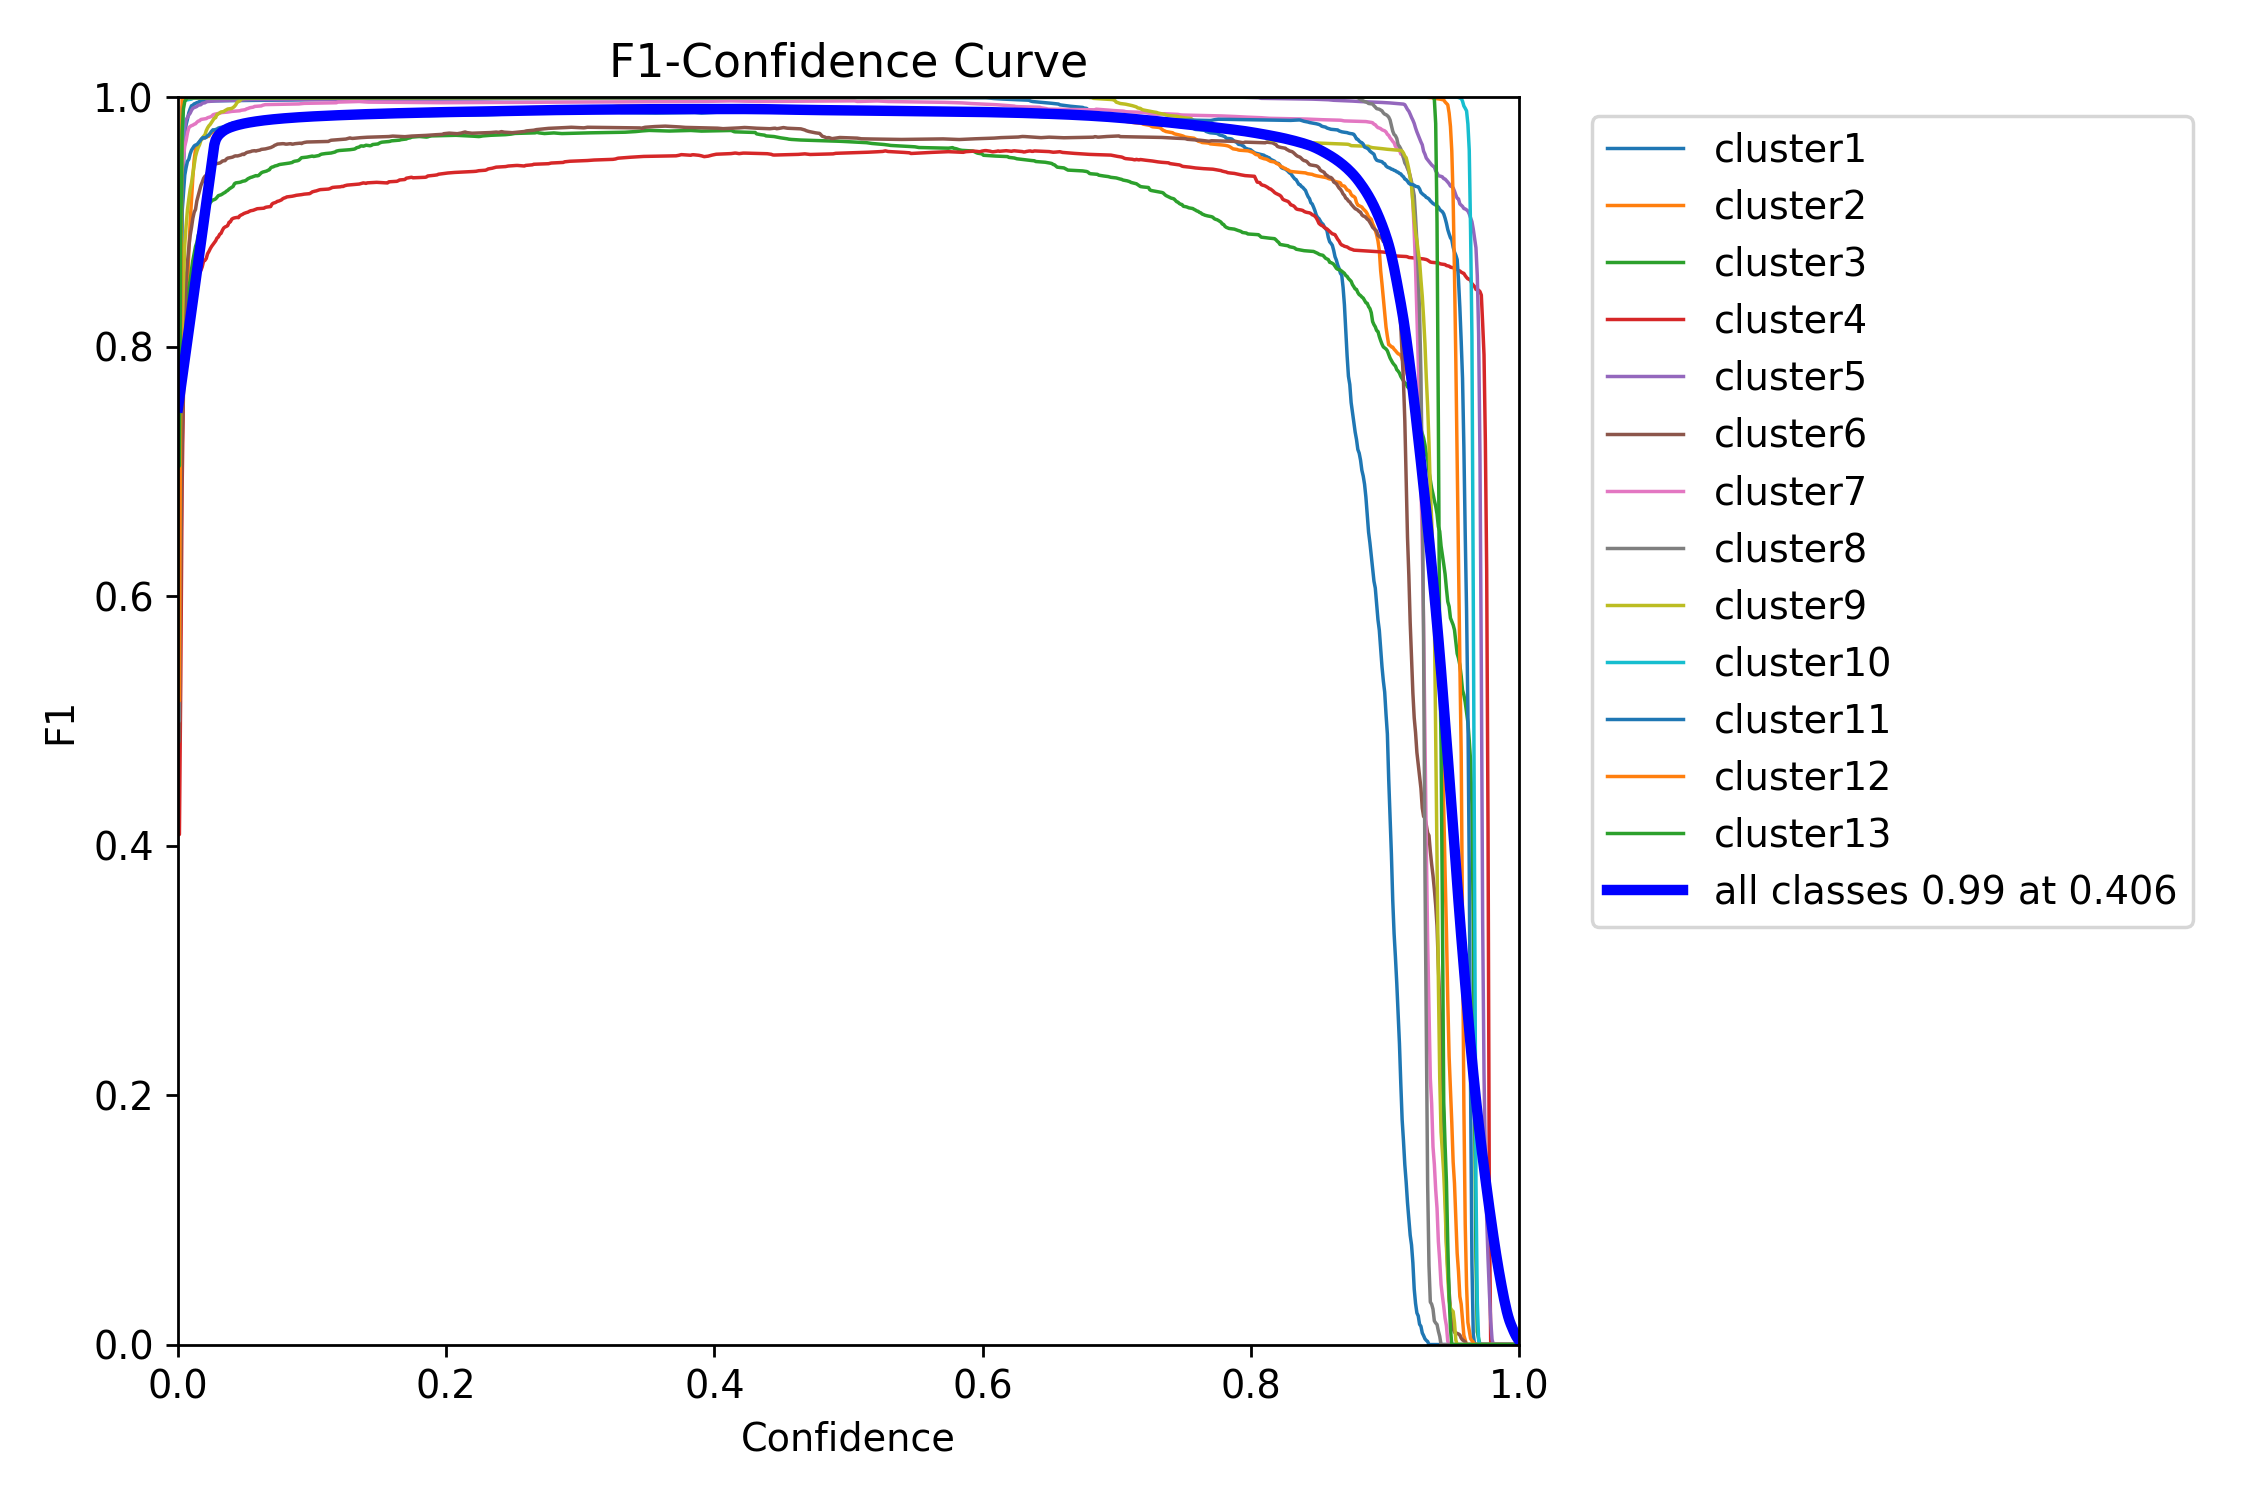 F1-Confidence Curve
1.0
0.8
0.6
0.4
0.2
0.0
F1
0.0 0.2 0.4 0.6 0.8 1.0
Confidence
cluster1
cluster2
cluster3
cluster4
cluster5
cluster6
cluster7
cluster8
cluster9
cluster10
cluster11
cluster12
cluster13
all classes 0.99 at 0.406